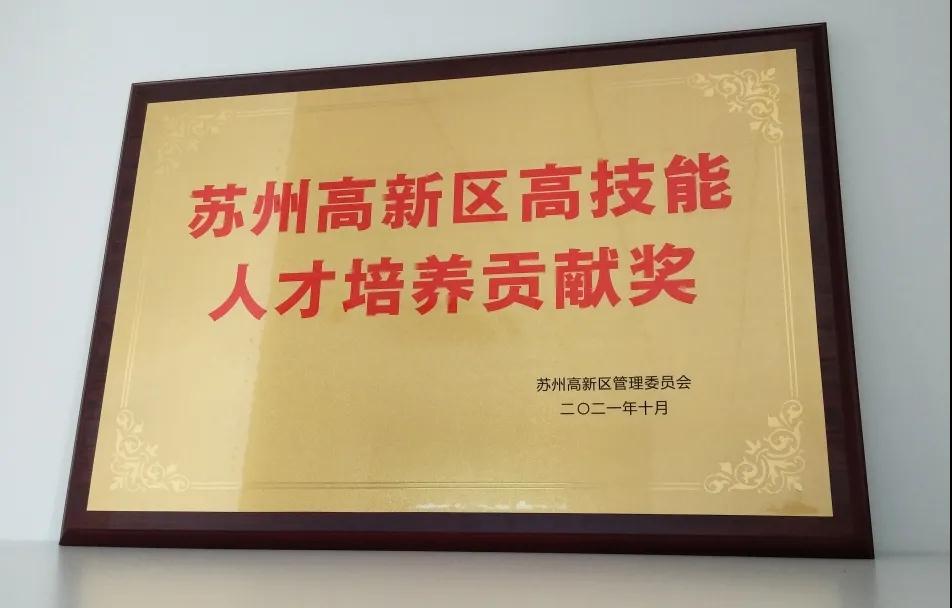 苏州高新区高技能
人才培养贡献奖
苏州高新区管理委员会
二〇二一年十月